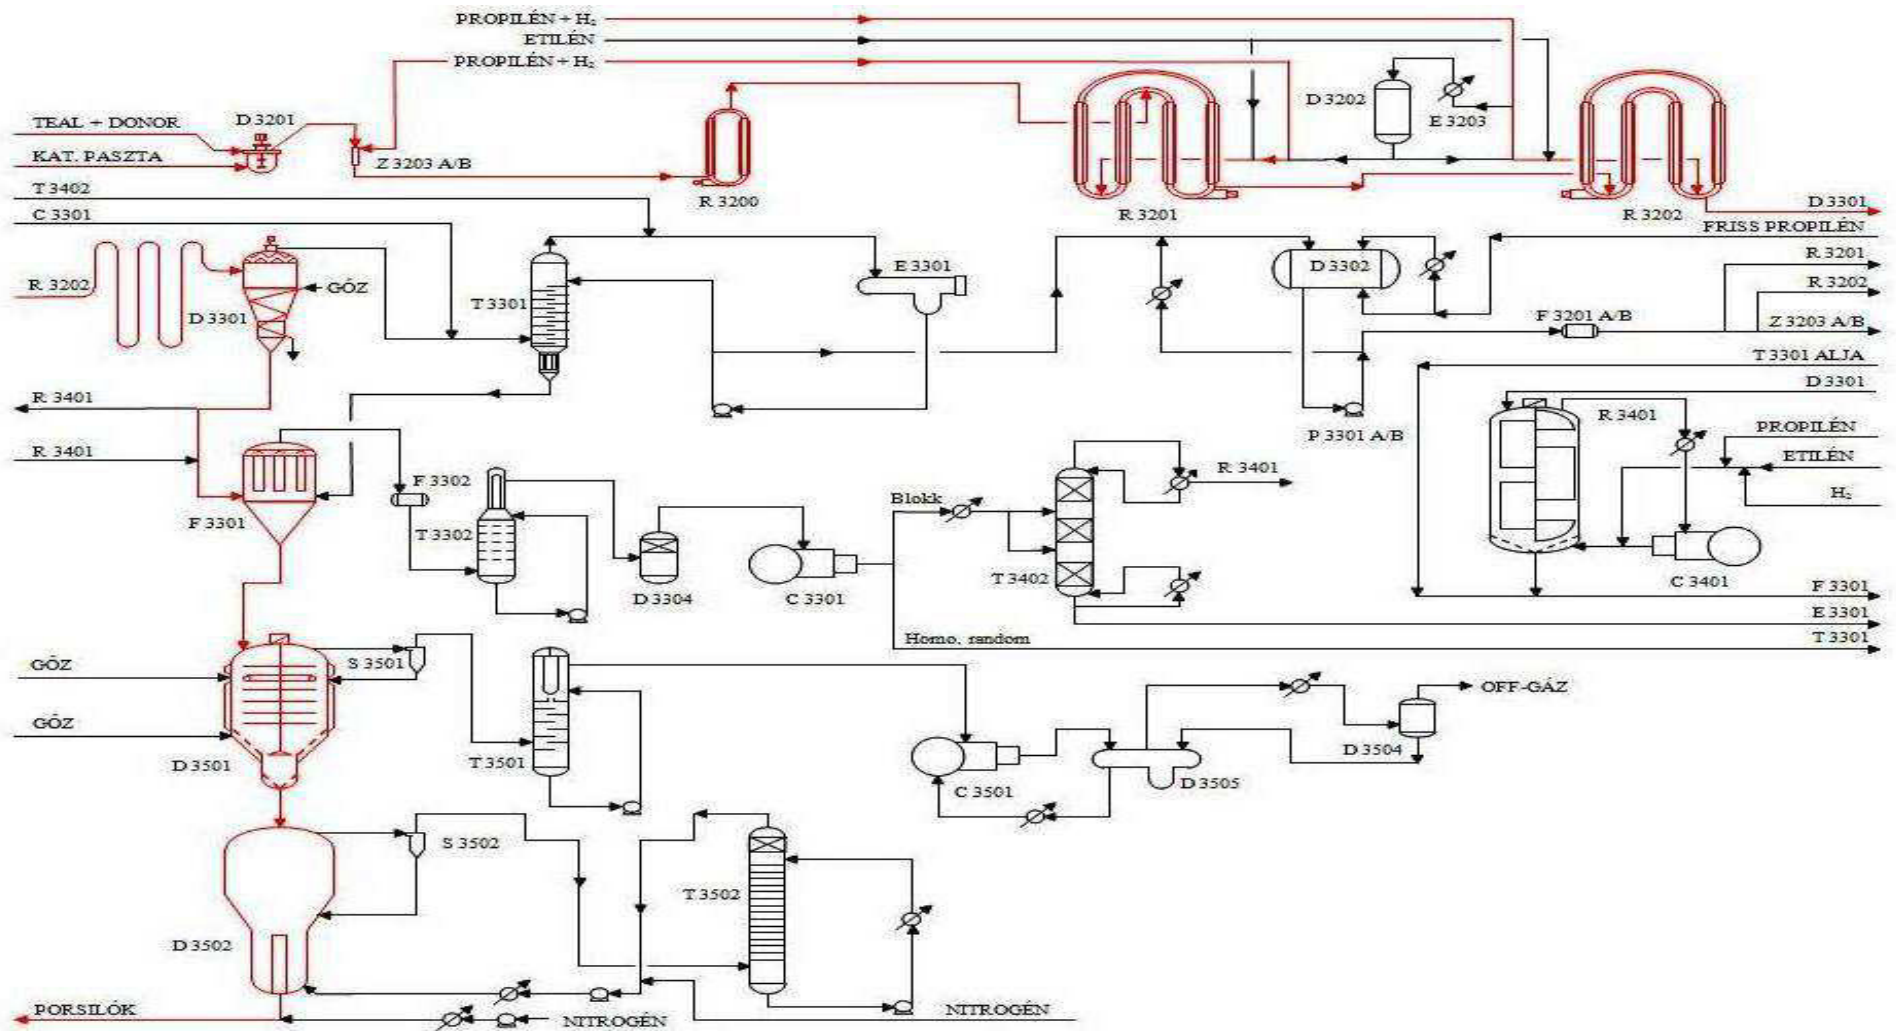 PROPILÉN + H₂
ETILÉN
PROPILÉN + H₂
D 3202
E 3203
TEAL + DONOR
D 3201
KAT. PASZTA
Z 3203 A/B
R 3200
R 3201
R 3202
D 3301
T 3402
C 3301
FRISS PROPILÉN
R 3201
R 3202
Z 3203 A/B
R 3202
GŐZ
D 3301
T 3301
E 3301
D 3302
F 3201 A/B
T 3301 ALJA
D 3301
R 3401
R 3401
P 3301 A/B
R 3401
PROPILÉN
ETILÉN
H₂
R 3401
F 3301
F 3302
T 3302
D 3304
C 3301
Blokk
T 3402
C 3401
F 3301
E 3301
Homo, random
T 3301
GŐZ
GŐZ
S 3501
D 3501
T 3501
C 3501
D 3505
D 3504
OFF-GÁZ
S 3502
T 3502
D 3502
PORSILÓK
NITROGÉN
NITROGÉN